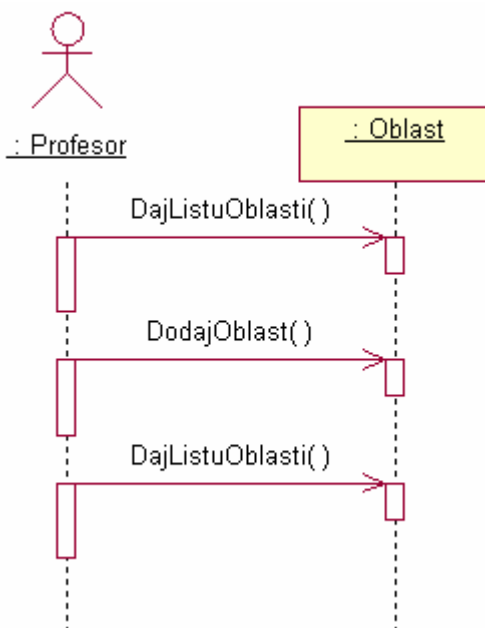 : Profesor
: Oblast
DajListuOblasti( )
DodajOblast( )
DajListuOblasti( )